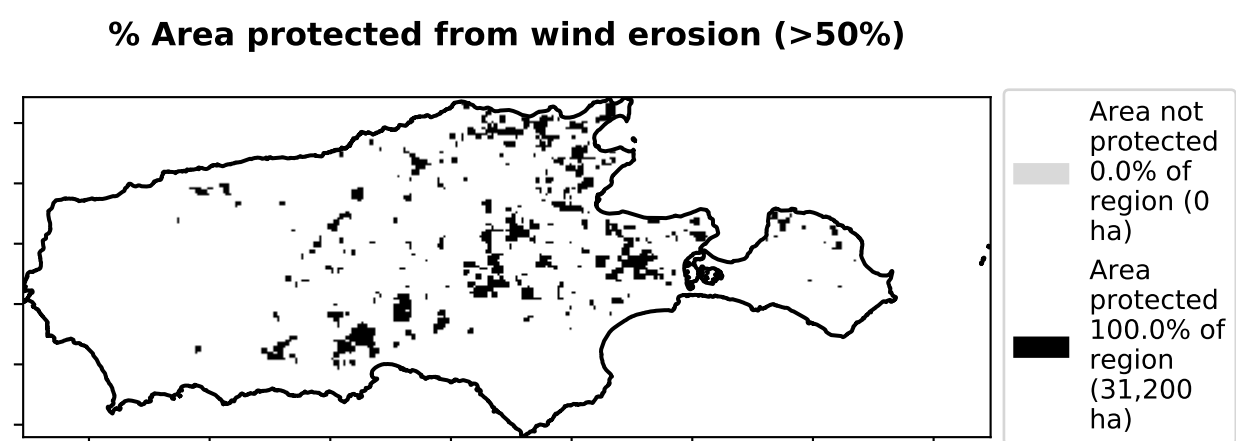 % Area protected from wind erosion (>50%)
Area not
protected
0.0% of
region (0
ha)
Area
protected
100.0% of
region
(31,200
ha)